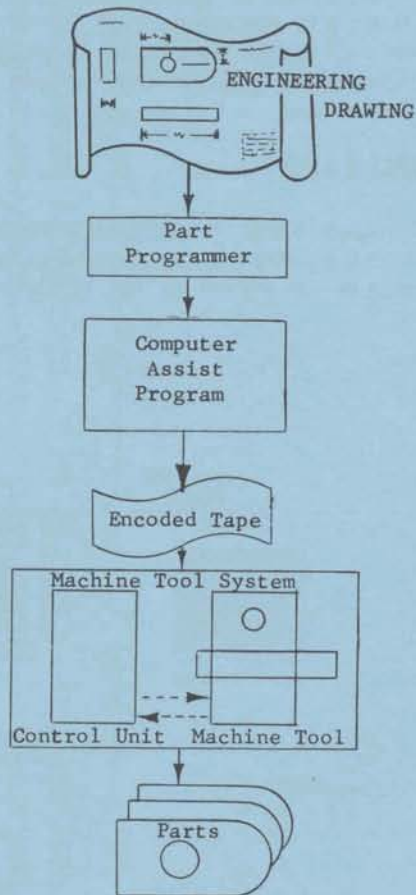 ENGINEERING
DRAWING
Part
Programmer
Computer
Assist
Program
Encoded Tape
Machine Tool System
Control Unit Machine Tool
Parts